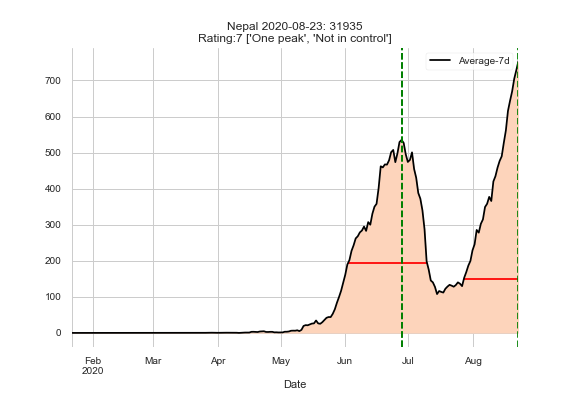 Nepal 2020-08-23: 31935
Rating:7 ['One peak', 'Not in control']
Average-7d
700
600
500
400
300
200
100
0
Feb
2020
Mar
Apr
May
Jun
Jul
Aug
Date